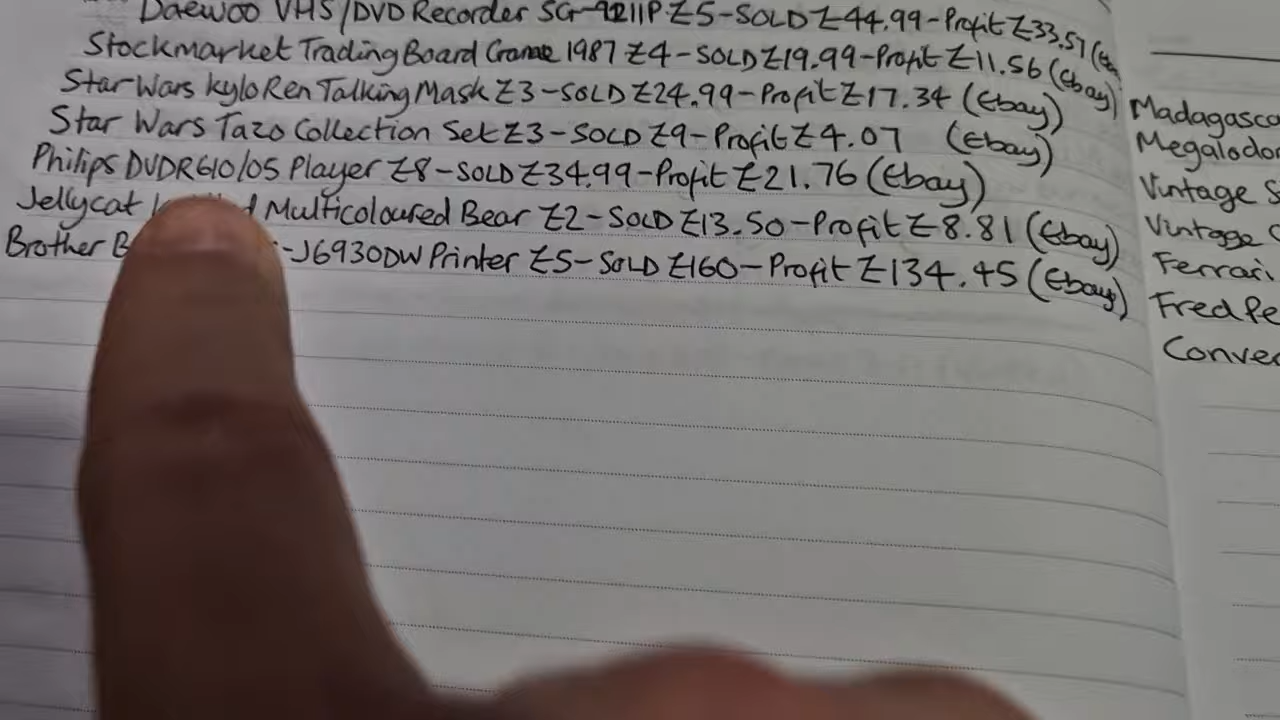 Daewoo VHS/DVD Recorder SG-9211P £5-SOLD £44.99-Profit £33.57
Stockmarket Trading Board Game 1987 £4-SOLD £19.99-Profit £11.56 (Ebay)
Star Wars Kylo Ren Talking Mask £3-SOLD £24.99-Profit £17.34 (Ebay)
Star Wars Tazo Collection Set £3-SOLD £9-Profit £4.07 (Ebay)
Philips DVDR610/05 Player £8-SOLD £34.99-Profit £21.76 (Ebay)
Jellycat Multicoloured Bear £2-SOLD £13.50-Profit £8.81 (Ebay)
Brother -J6930DW Printer £5-SOLD £160-Profit £134.45 (Ebay)
Vintage
Vintage
Ferrari
Fred